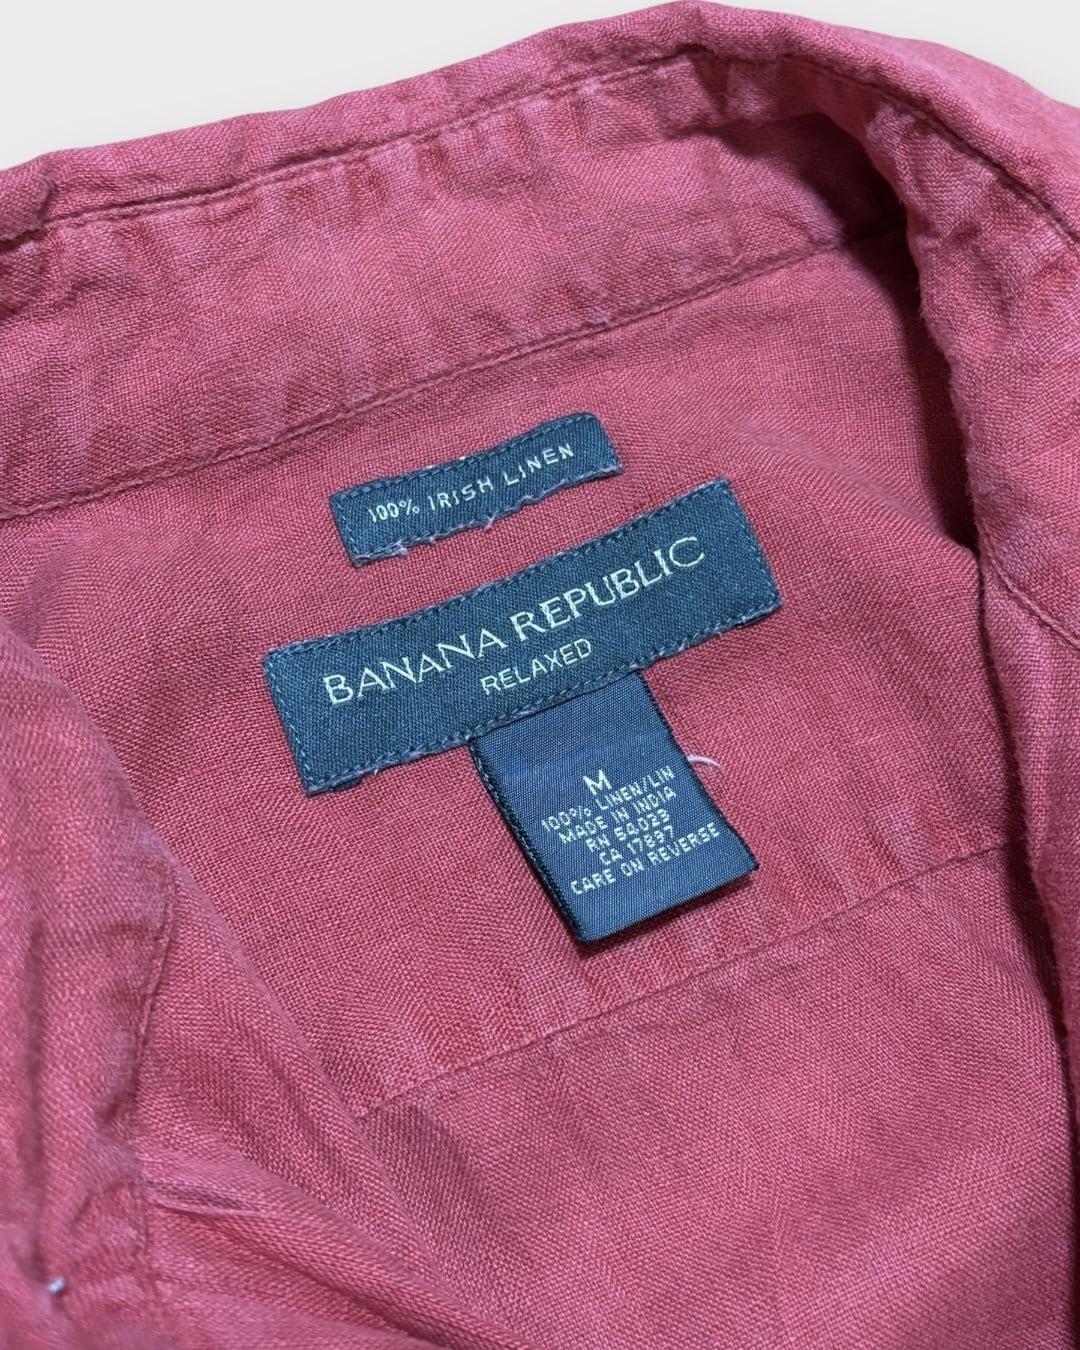 100% IRISH LINEN
BANANA REPUBLIC
RELAXED
M
100% LINEN/LIN
MADE IN INDIA
RN 54023
CA 17897
CARE ON REVERSE